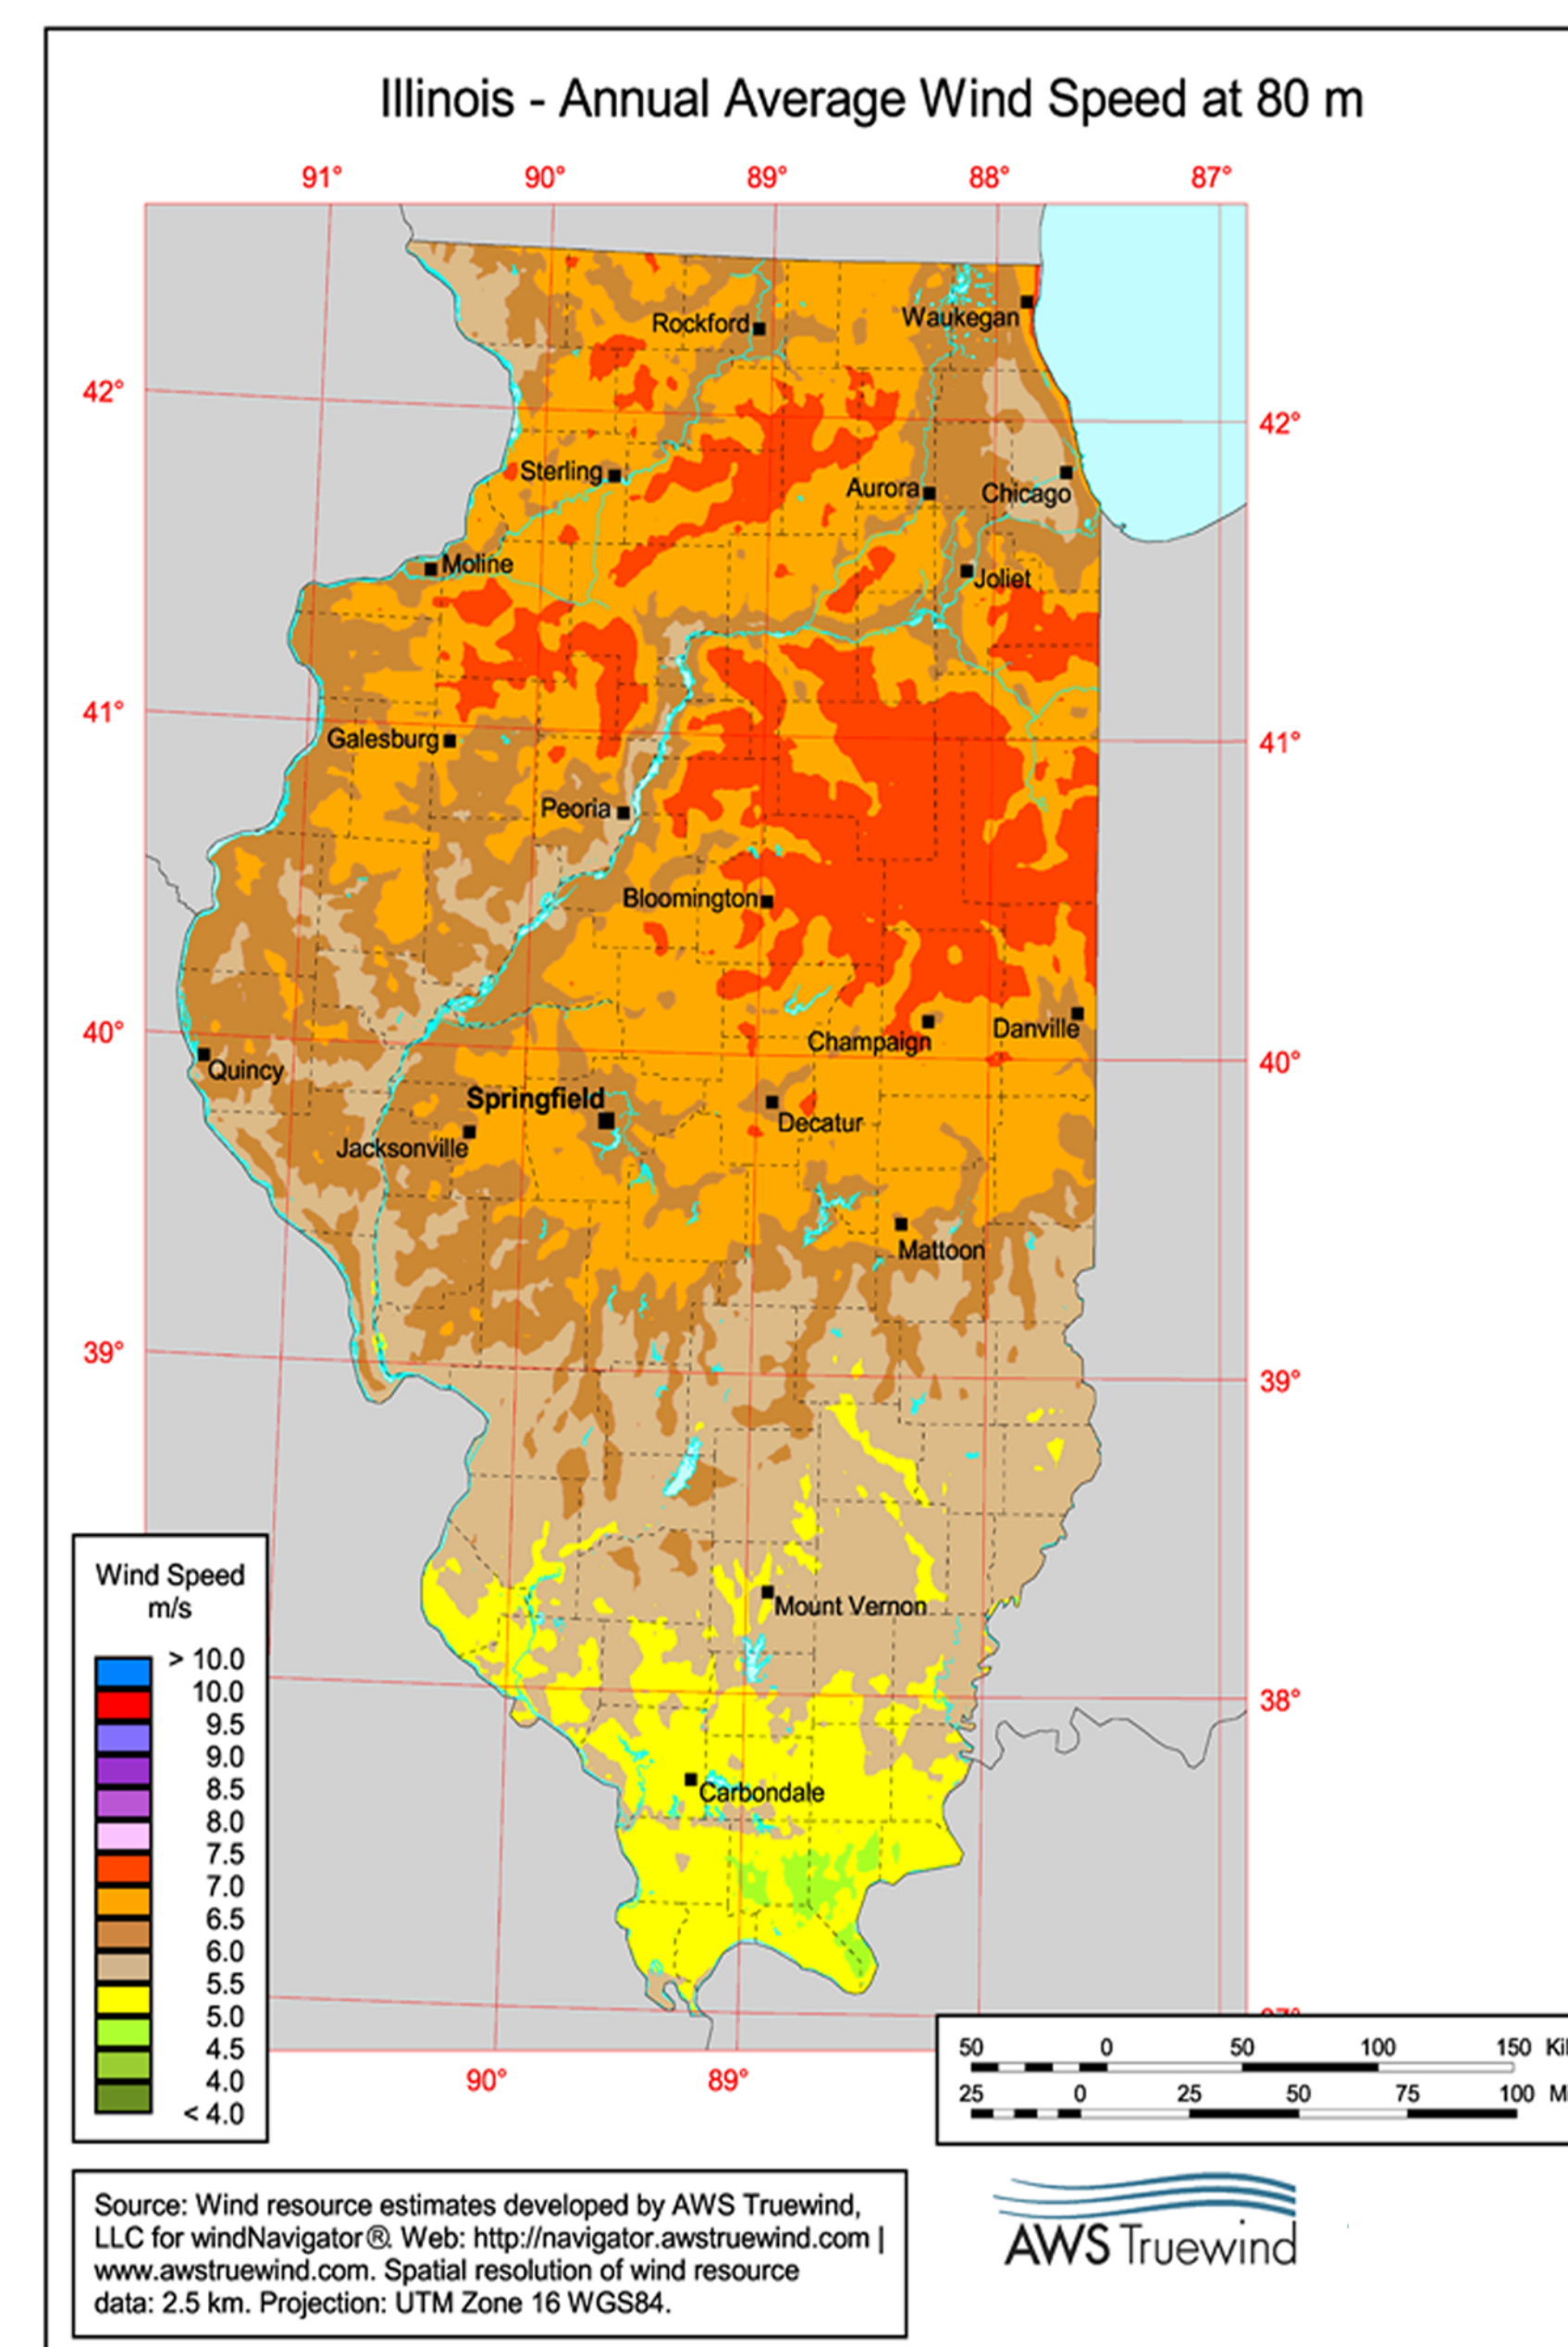 Illinois - Annual Average Wind Speed at 80 m
91° 90° 89° 88° 87°
42°
42°
41°
41°
40°
40°
39°
39°
38°
90° 89°
Rockford
Waukegan
Sterling
Aurora
Chicago
Moline
Joliet
Galesburg
Peoria
Bloomington
Champaign
Danville
Quincy
Springfield
Decatur
Jacksonville
Mattoon
Mount Vernon
Carbondale
Wind Speed
m/s
> 10.0
10.0
9.5
9.0
8.5
8.0
7.5
7.0
6.5
6.0
5.5
5.0
4.5
4.0
< 4.0
50 0 50 100 150 Kil
25 0 25 50 75 100 M
Source: Wind resource estimates developed by AWS Truewind,
LLC for windNavigator®. Web: http://navigator.awstruewind.com |
www.awstruewind.com. Spatial resolution of wind resource
data: 2.5 km. Projection: UTM Zone 16 WGS84.
AWS Truewind